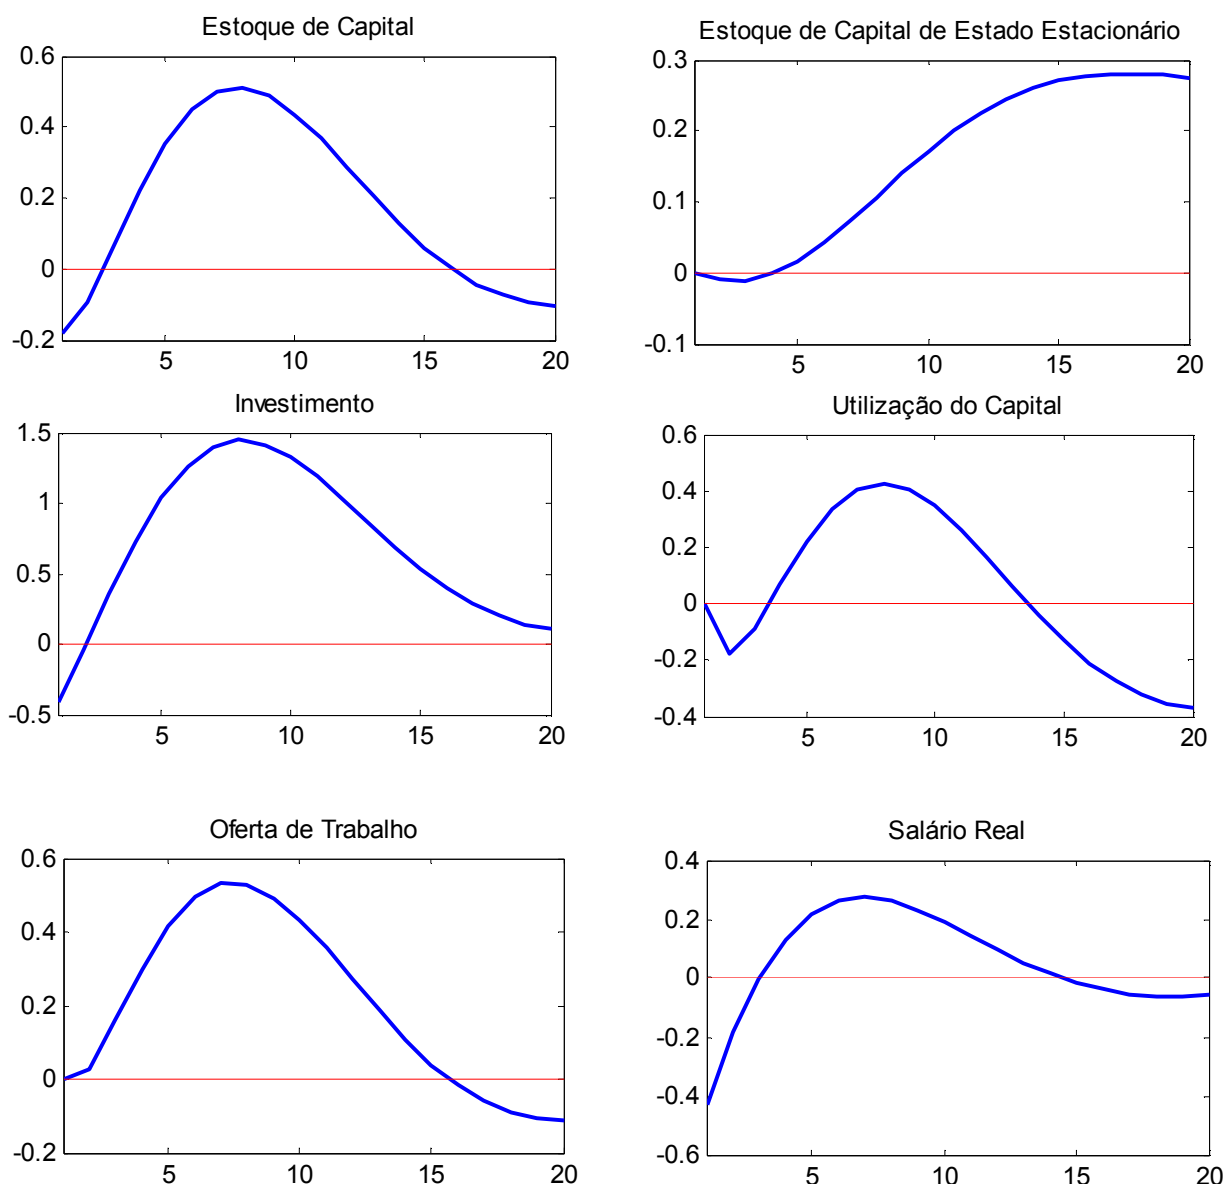 Estoque de Capital
0.6
0.4
0.2
0
-0.2
5 10 15 20
Estoque de Capital de Estado Estacionário
0.3
0.2
0.1
0
-0.1
5 10 15 20
Investimento
1.5
1
0.5
0
-0.5
5 10 15 20
Utilização do Capital
0.6
0.4
0.2
0
-0.2
-0.4
5 10 15 20
Oferta de Trabalho
0.6
0.4
0.2
0
-0.2
5 10 15 20
Salário Real
0.4
0.2
0
-0.2
-0.4
-0.6
5 10 15 20